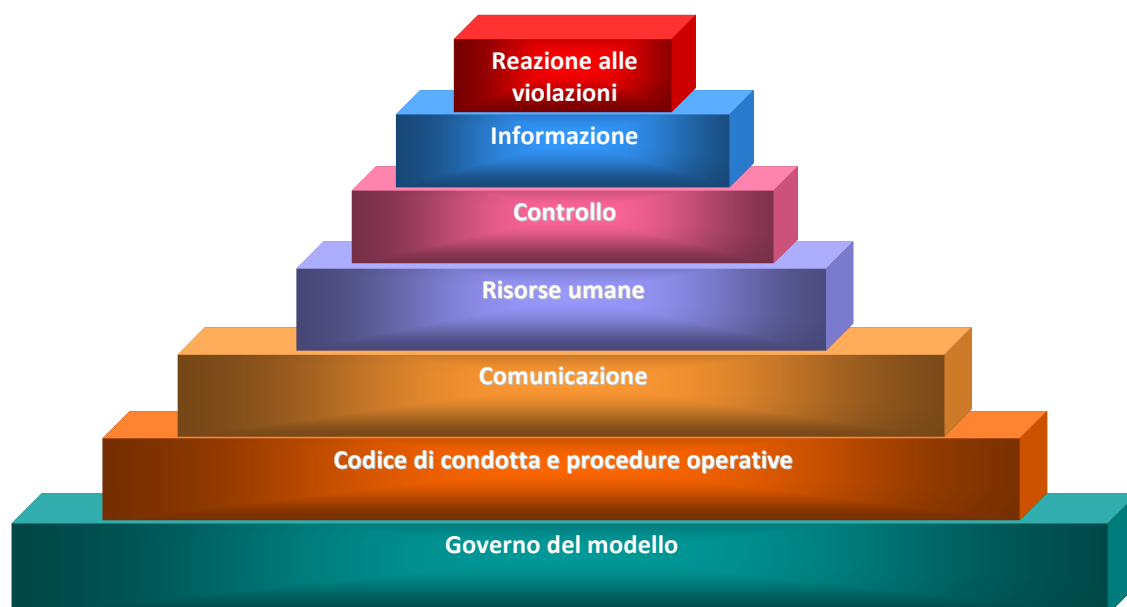 Reazione alle
violazioni
Informazione
Controllo
Risorse umane
Comunicazione
Codice di condotta e procedure operative
Governo del modello